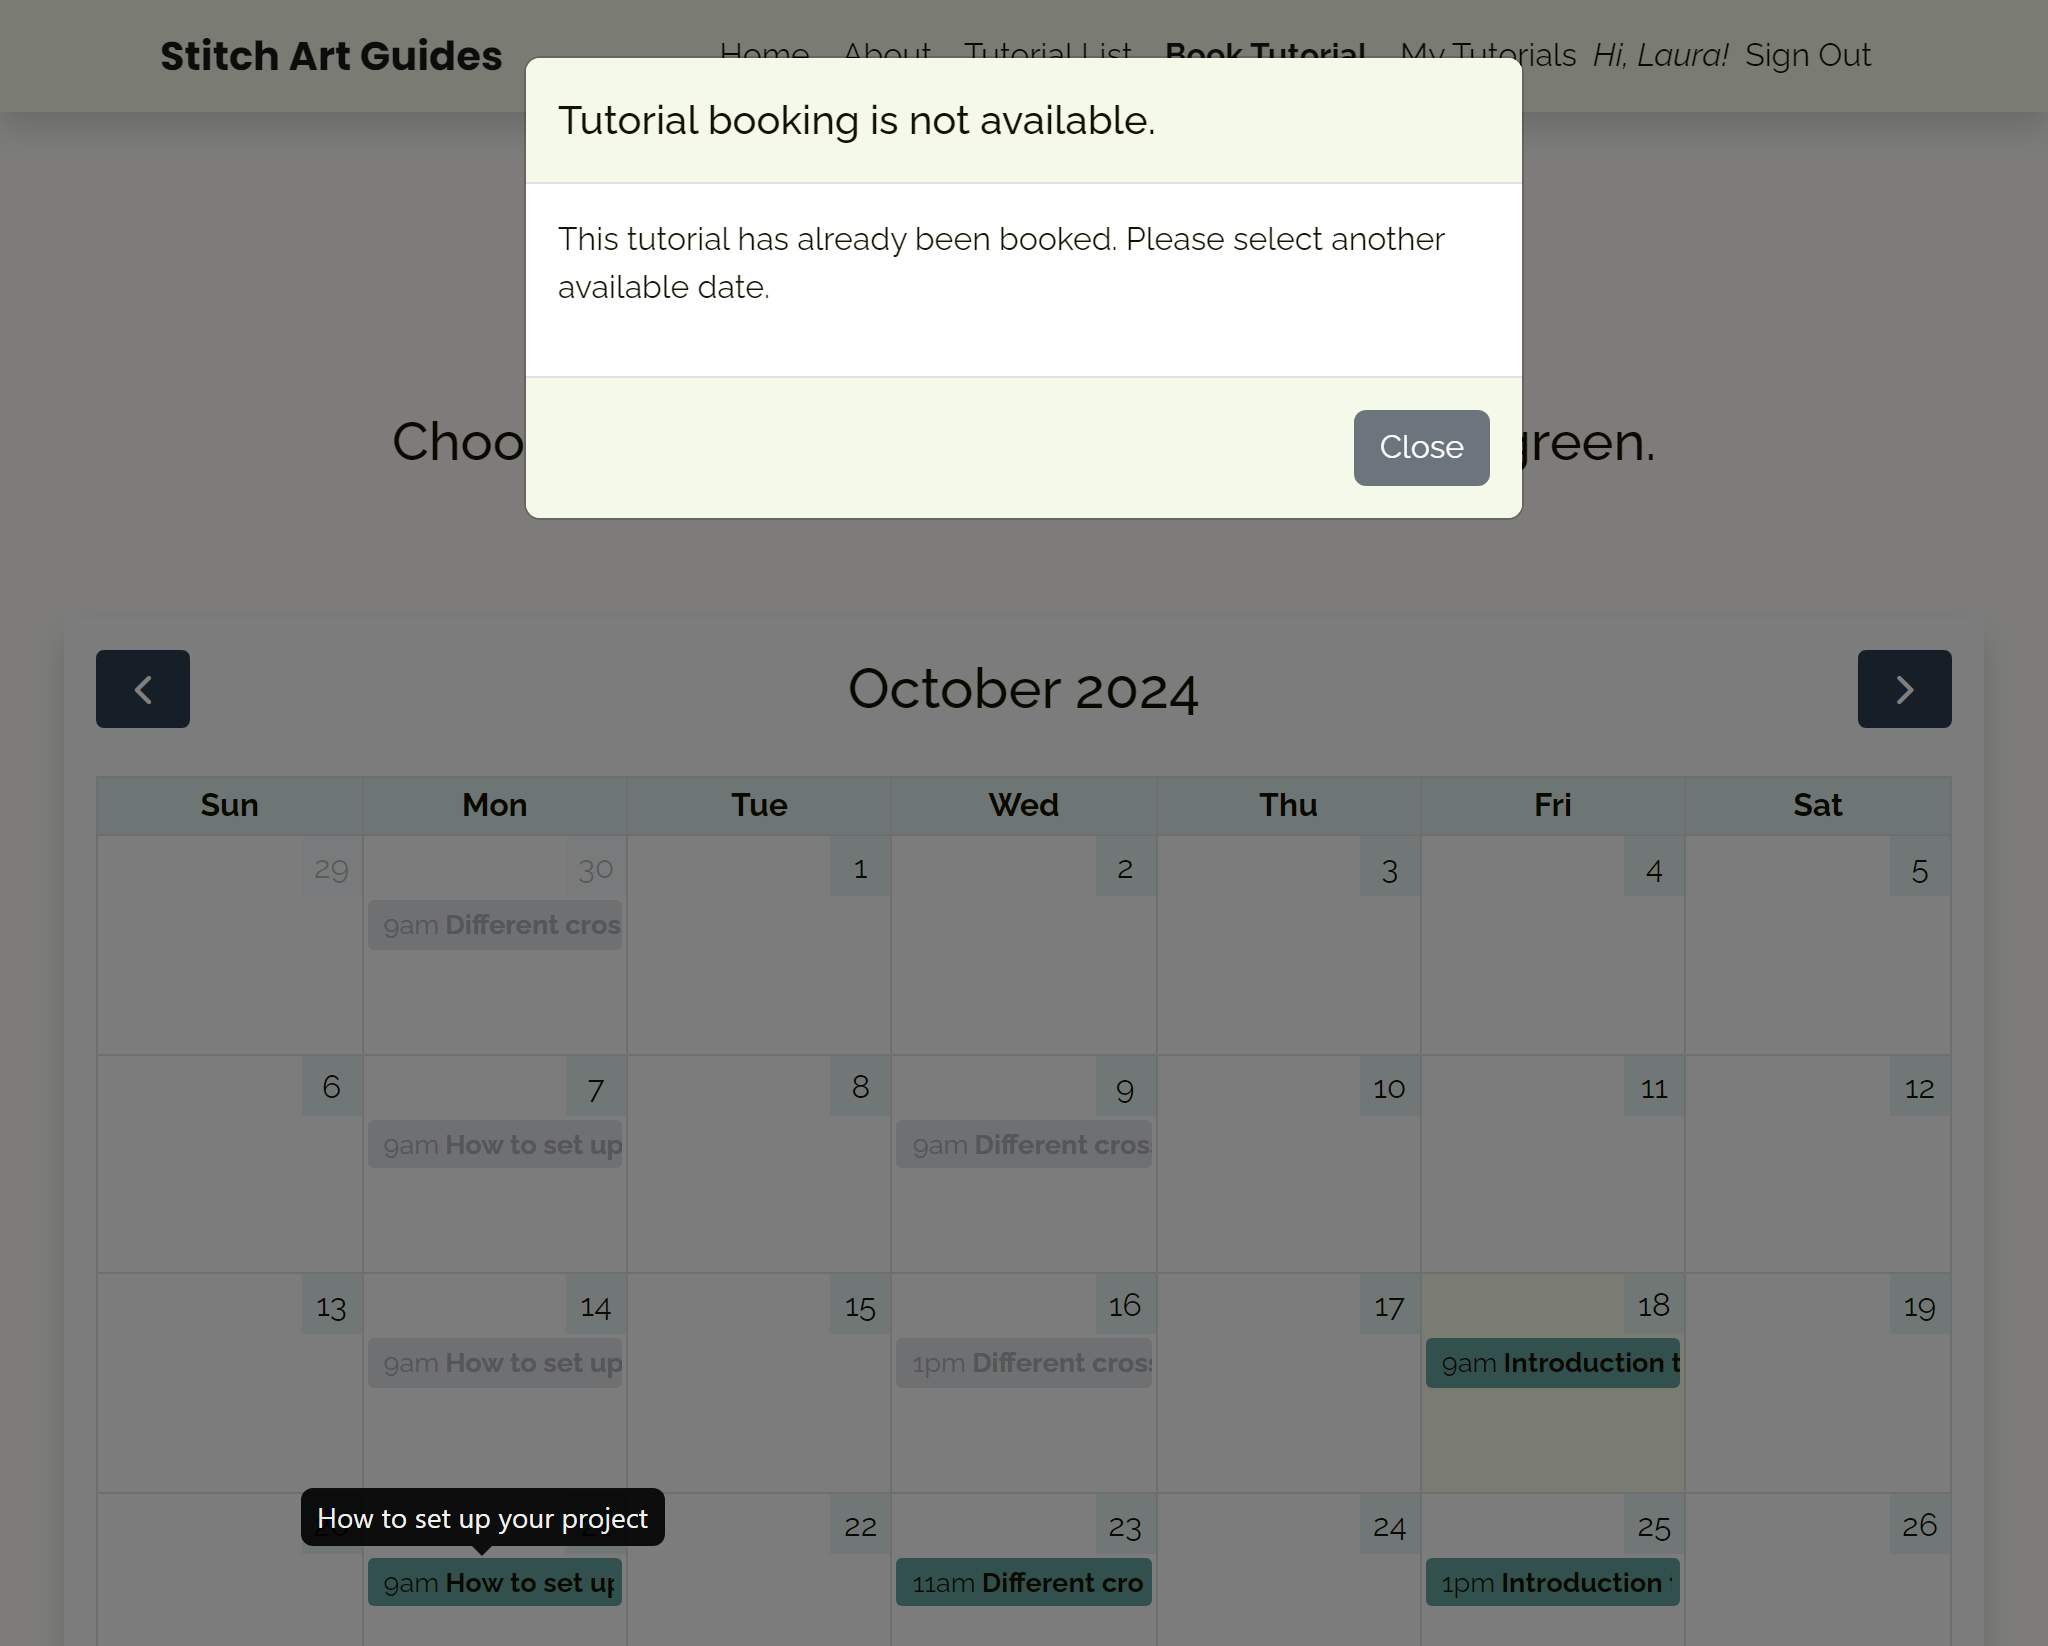 Stitch Art Guides Home About Tutorial List Book Tutorial My Tutorials Hi, Laura! Sign Out
Tutorial booking is not available.
This tutorial has already been booked. Please select another
available date.
Close
Choo green.
October 2024
Sun Mon Tue Wed Thu Fri Sat
29 30 1 2 3 4 5
9am Different cros
6 7 8 9 10 11 12
9am How to set up 9am Different cros
13 14 15 16 17 18 19
9am How to set up 1pm Different cross 9am Introduction t
How to set up your project 22 23 24 25 26
9am How to set up 11am Different cro 1pm Introduction